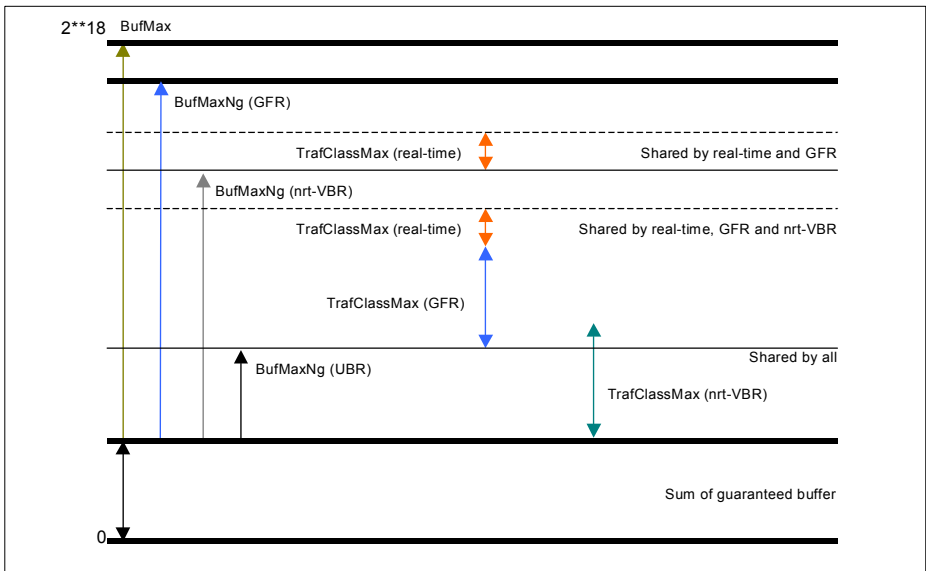 2**18 BufMax
BufMaxNg (GFR)
TrafClassMax (real-time) Shared by real-time and GFR
BufMaxNg (nrt-VBR)
TrafClassMax (real-time) Shared by real-time, GFR and nrt-VBR
TrafClassMax (GFR)
Shared by all
BufMaxNg (UBR)
TrafClassMax (nrt-VBR)
Sum of guaranteed buffer
0